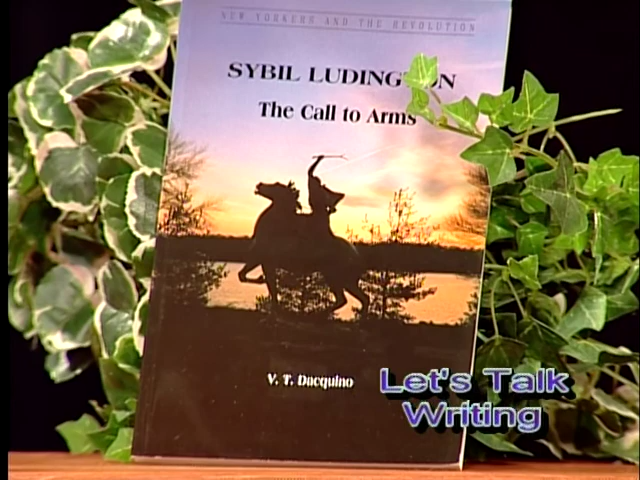 NEW YORKERS AND THE REVOLUTION
SYBIL LUDINGTON
The Call to Arms
V. T. Dacquino
Let's Talk
Writing